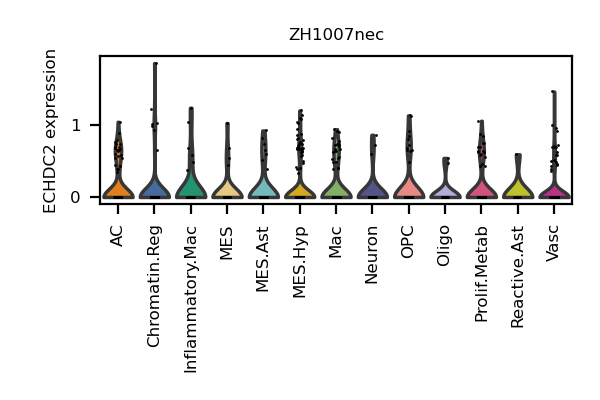 ZH1007nec
ECHDC2 expression
1
0
AC
Chromatin.Reg
Inflammatory.Mac
MES
MES.Ast
MES.Hyp
Mac
Neuron
OPC
Oligo
Prolif.Metab
Reactive.Ast
Vasc